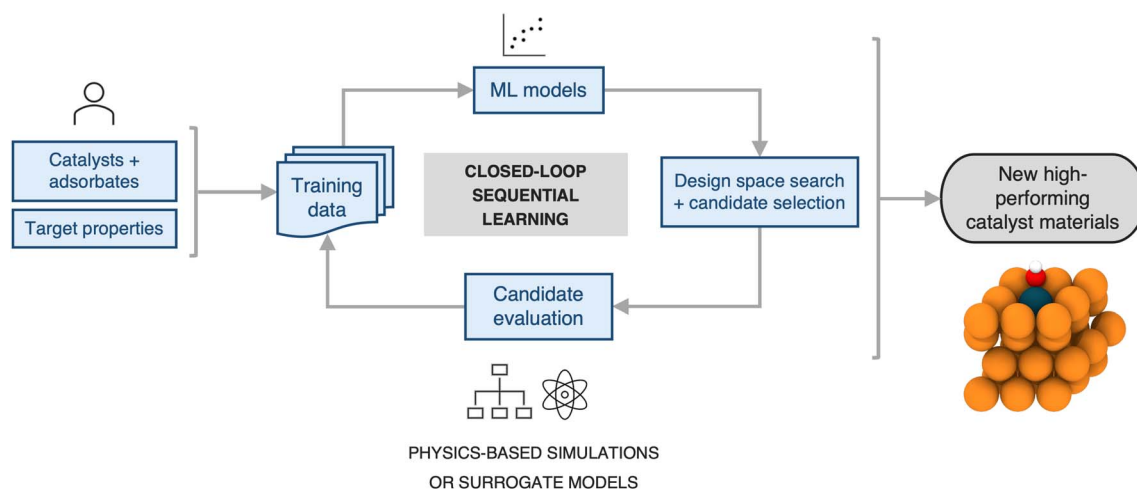 Catalysts +
adsorbates
Target properties
Training
data
ML models
CLOSED-LOOP
SEQUENTIAL
LEARNING
Design space search
+ candidate selection
Candidate
evaluation
PHYSICS-BASED SIMULATIONS
OR SURROGATE MODELS
New high-
performing
catalyst materials